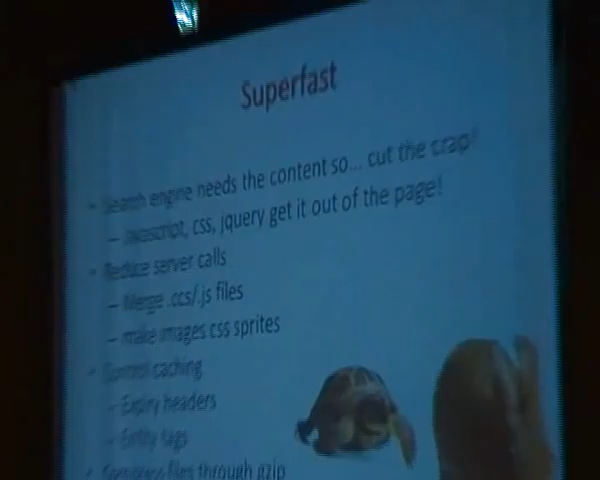 Superfast
Search engine needs the content so... cut the crap!
– Javascript, css, jquery get it out of the page!
Reduce server calls
– Merge .ccs/.js files
– make images css sprites
Control caching
– Expiry headers
– Entity tags
Compress files through gzip